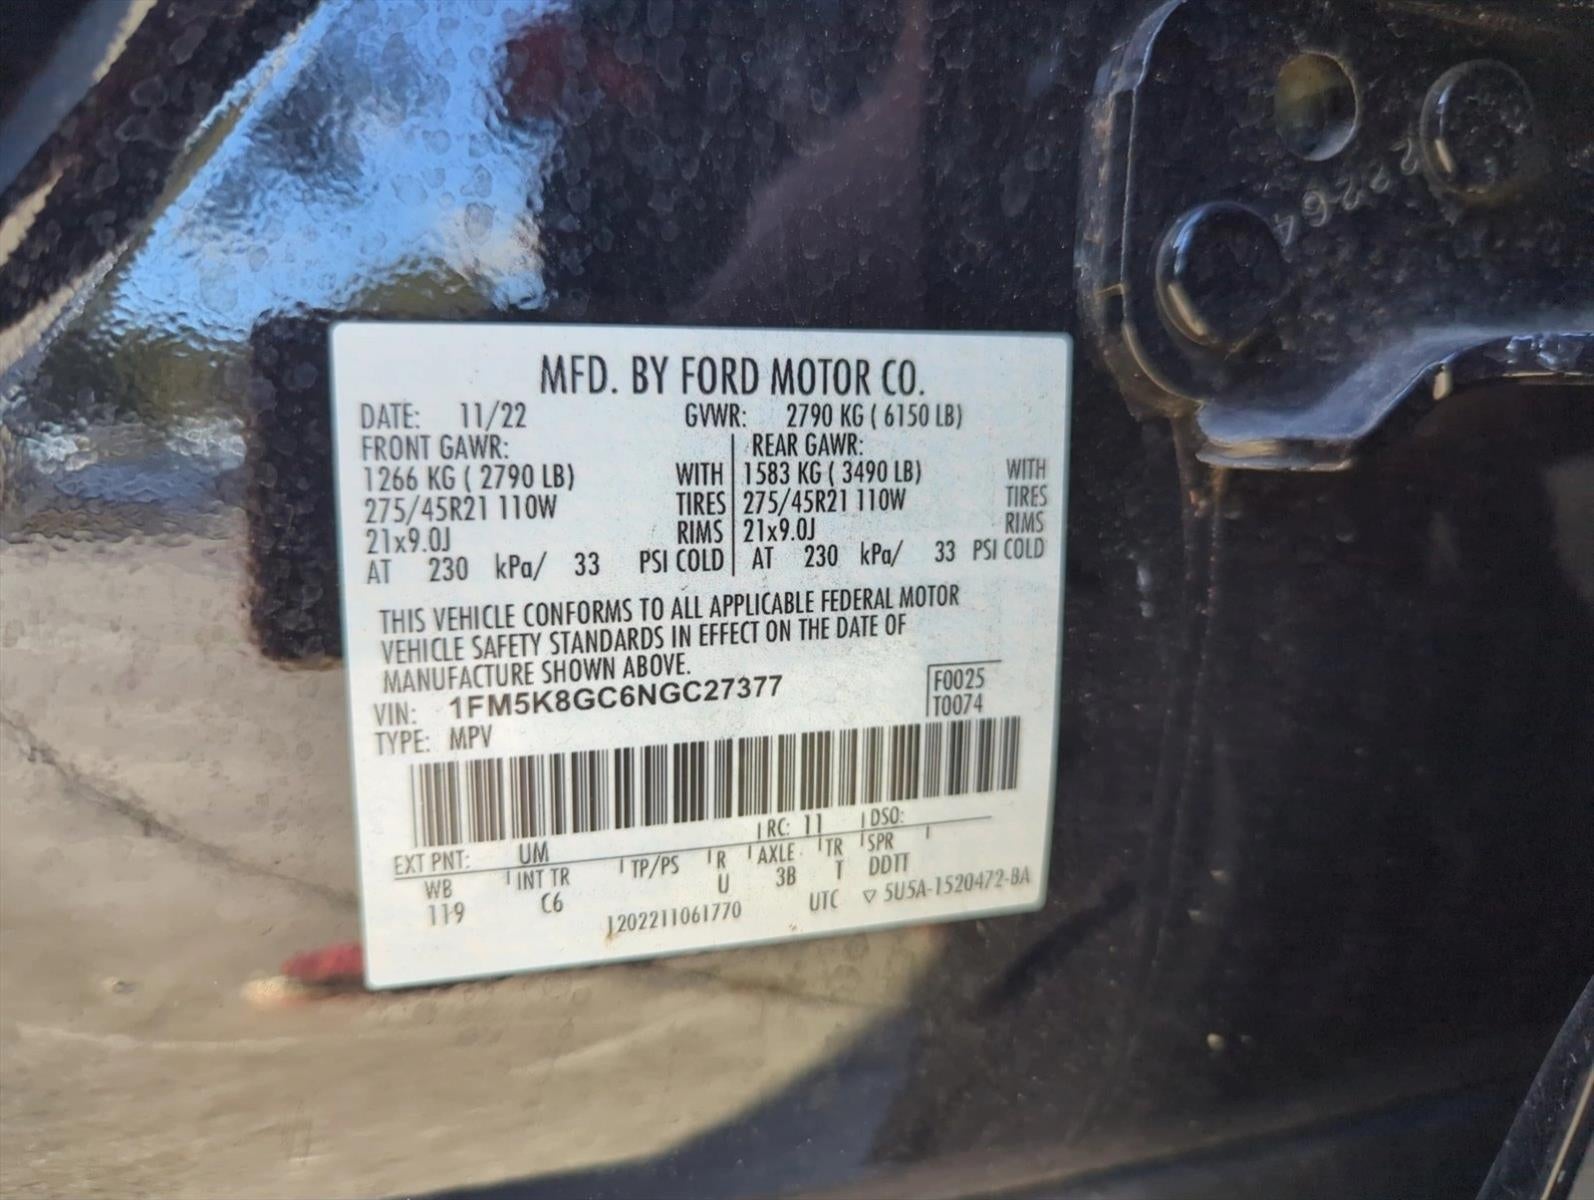 MFD. BY FORD MOTOR CO.
DATE: 11/22 GVWR: 2790 KG ( 6150 LB)
FRONT GAWR: REAR GAWR:
1266 KG ( 2790 LB) WITH 1583 KG ( 3490 LB) WITH
275/45R21 110W TIRES 275/45R21 110W TIRES
21x9.0J RIMS 21x9.0J RIMS
AT 230 kPa/ 33 PSI COLD AT 230 kPa/ 33 PSI COLD
THIS VEHICLE CONFORMS TO ALL APPLICABLE FEDERAL MOTOR
VEHICLE SAFETY STANDARDS IN EFFECT ON THE DATE OF
MANUFACTURE SHOWN ABOVE.
VIN: 1FM5K8GC6NGC27377 F0025
TYPE: MPV T0074
EXT PNT: UM RC: 11 DSO:
WB INT TR TP/PS R AXLE TR SPR
119 C6 U 3B T DDTT
1202211061770 UTC ▽ 5U5A-1520472-BA